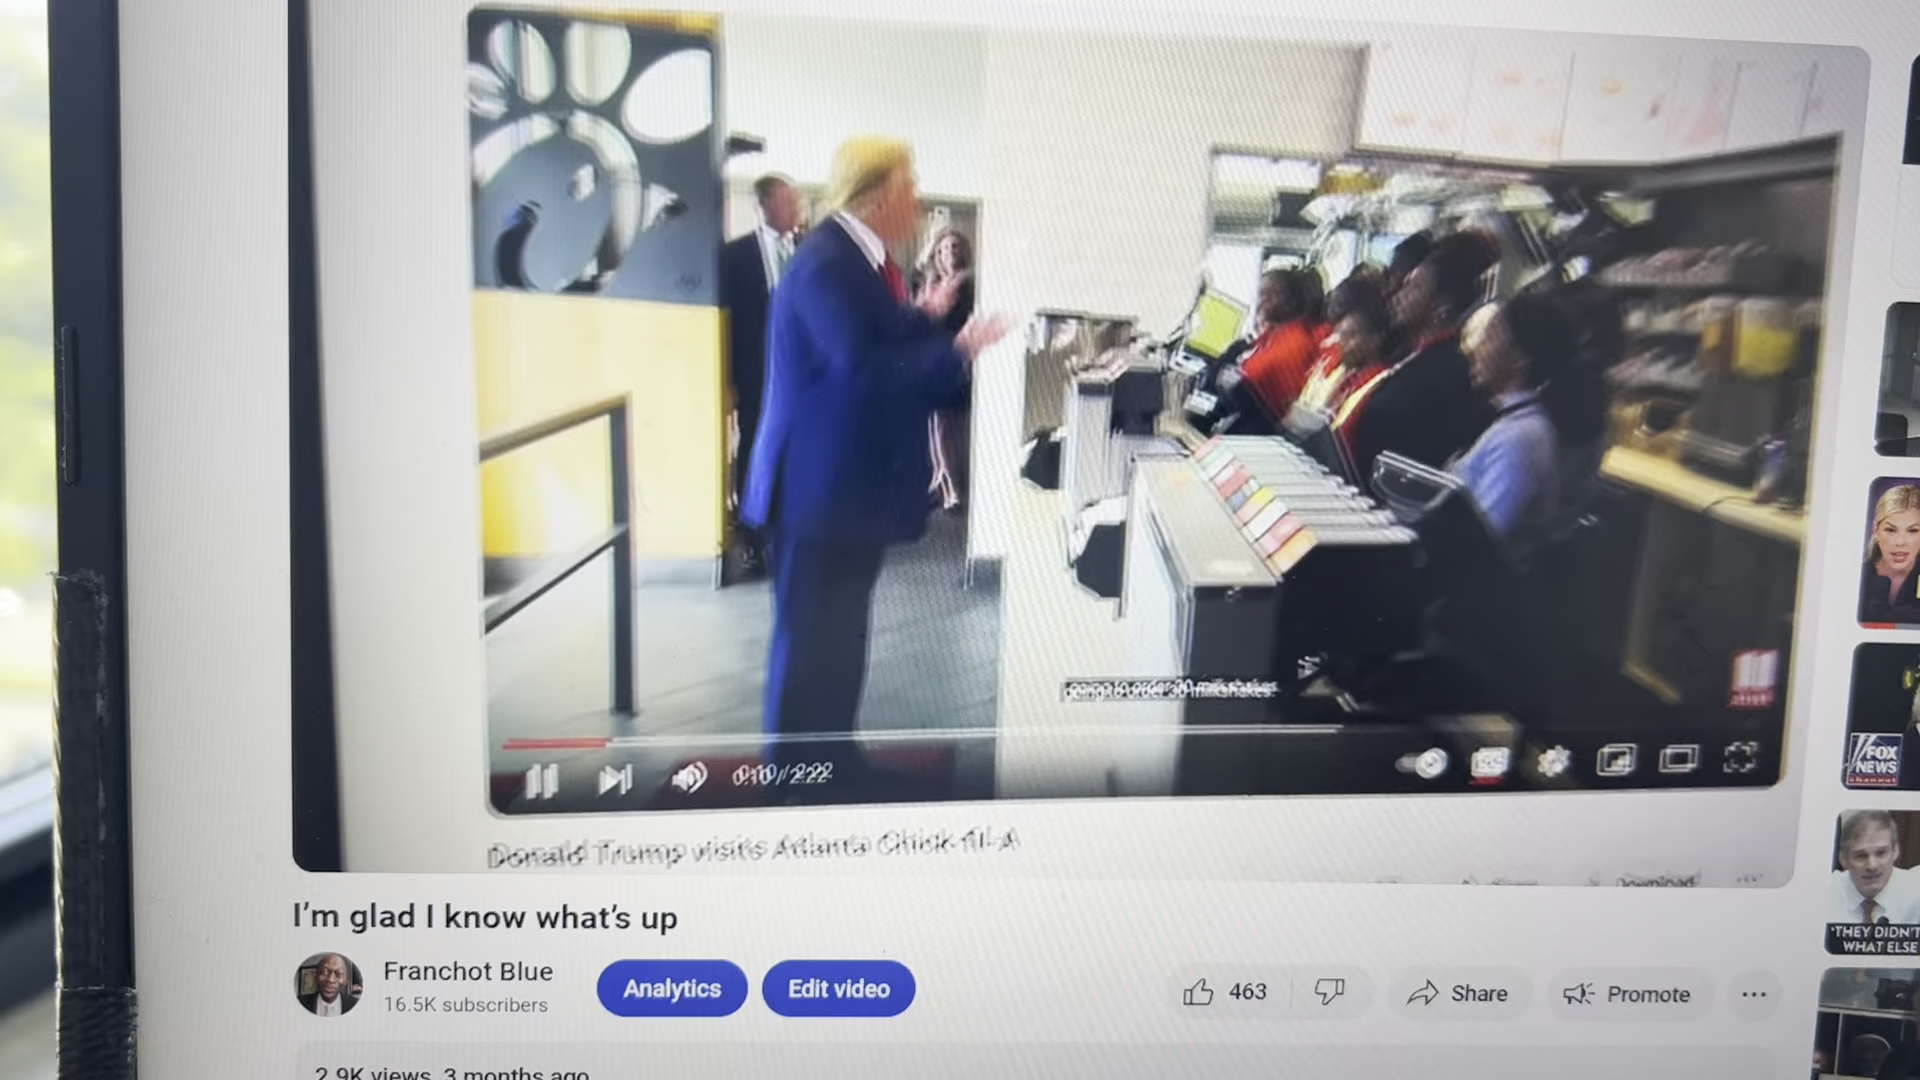 going to order 30 milkshakes.
0:10 / 2:22
Donald Trump visits Atlanta Chick-fil-A
Download
I'm glad I know what's up
Franchot Blue
16.5K subscribers
Analytics
Edit video
463
Share
Promote
2.9K views 3 months ago
FOX
NEWS
channel
"THEY DIDN'T
WHAT ELSE